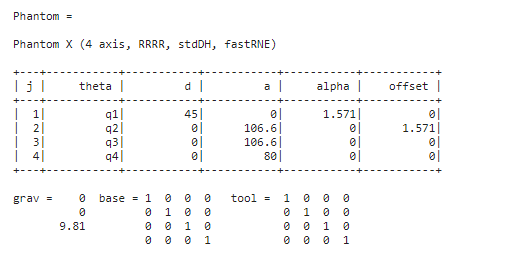 Phantom =
Phantom X (4 axis, RRRR, stdDH, fastRNE)
+---+-----------+-----------+-----------+-----------+-----------+
| j |     theta |         d |         a |     alpha |    offset |
+---+-----------+-----------+-----------+-----------+-----------+
|  1|         q1|         45|          0|      1.571|          0|
|  2|         q2|          0|      106.6|          0|      1.571|
|  3|         q3|          0|      106.6|          0|          0|
|  4|         q4|          0|         80|          0|          0|
+---+-----------+-----------+-----------+-----------+-----------+
grav =    0  base = 1  0  0  0   tool =  1  0  0  0
          0         0  1  0  0           0  1  0  0
       9.81         0  0  1  0           0  0  1  0
                    0  0  0  1           0  0  0  1